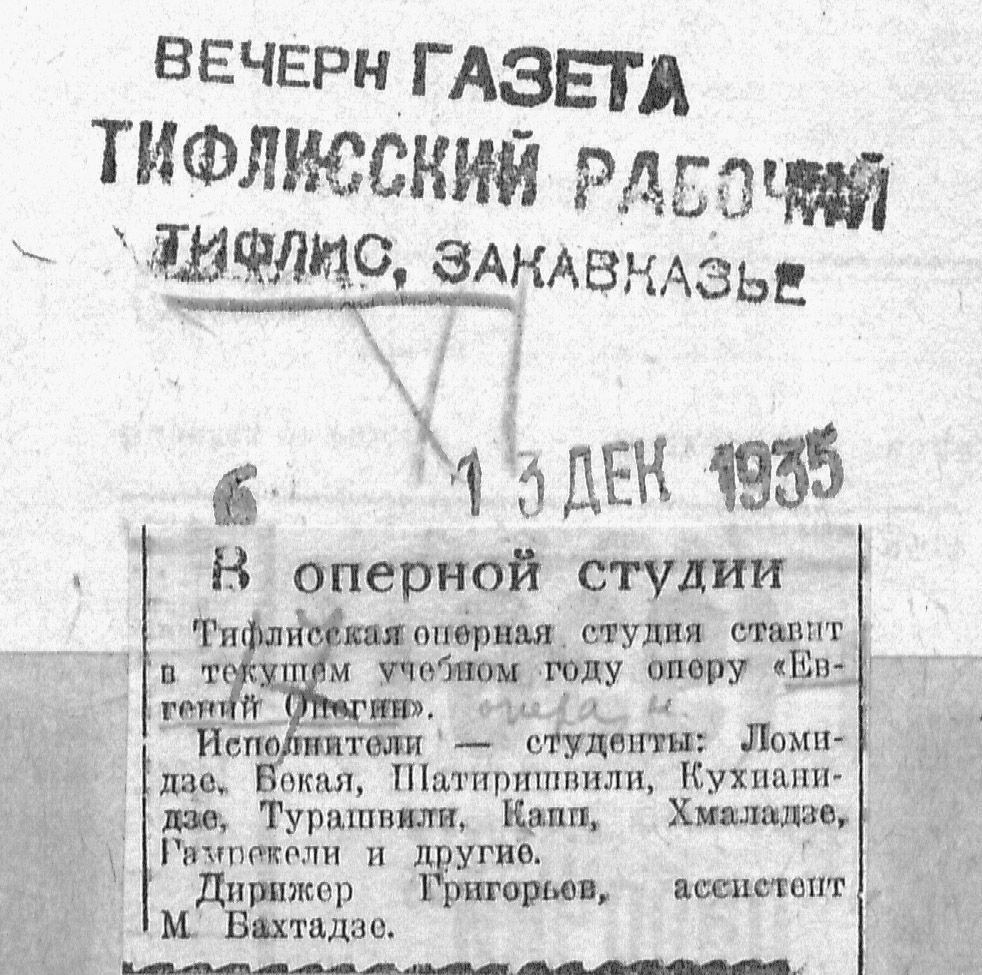 ВЕЧЕРН ГАЗЕТА
ТИФЛИССКИЙ РАБОЧИЙ
ТИФЛИС, ЗАКАВКАЗЬЕ
6 13 ДЕК 1935
В оперной студии
Тифлисская оперная студия ставит
в текущем учебном году оперу «Ев-
гений Онегин». опера
Исполнители — студенты: Ломи-
дзе, Бокая, Шатиришвили, Кухиани-
дзе, Турашвили, Капп, Хмаладзе,
Гамрекели и другие.
Дирижер Григорьев, ассистент
М. Бахтадзе.